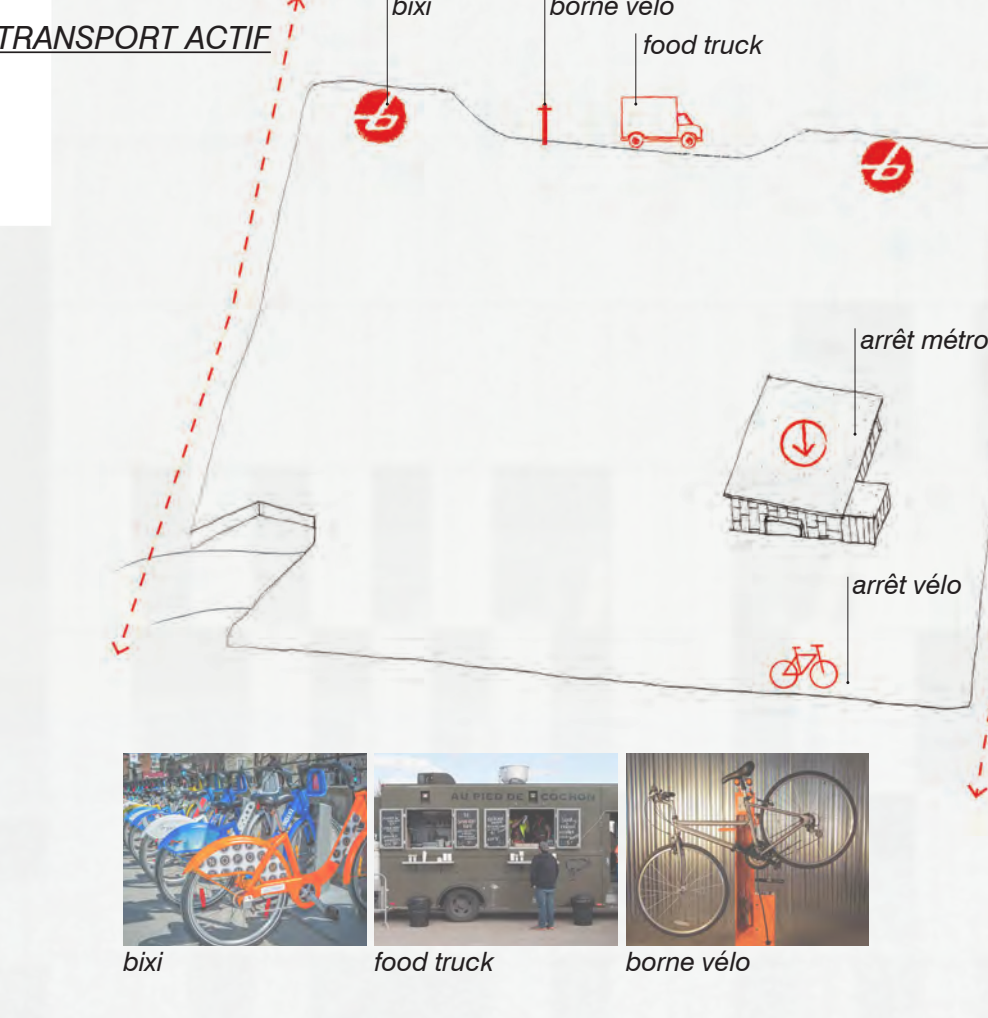 bixi
borne vélo
TRANSPORT ACTIF
food truck
arrêt métro
arrêt vélo
AU PIED DE COCHON
bixi
food truck
borne vélo